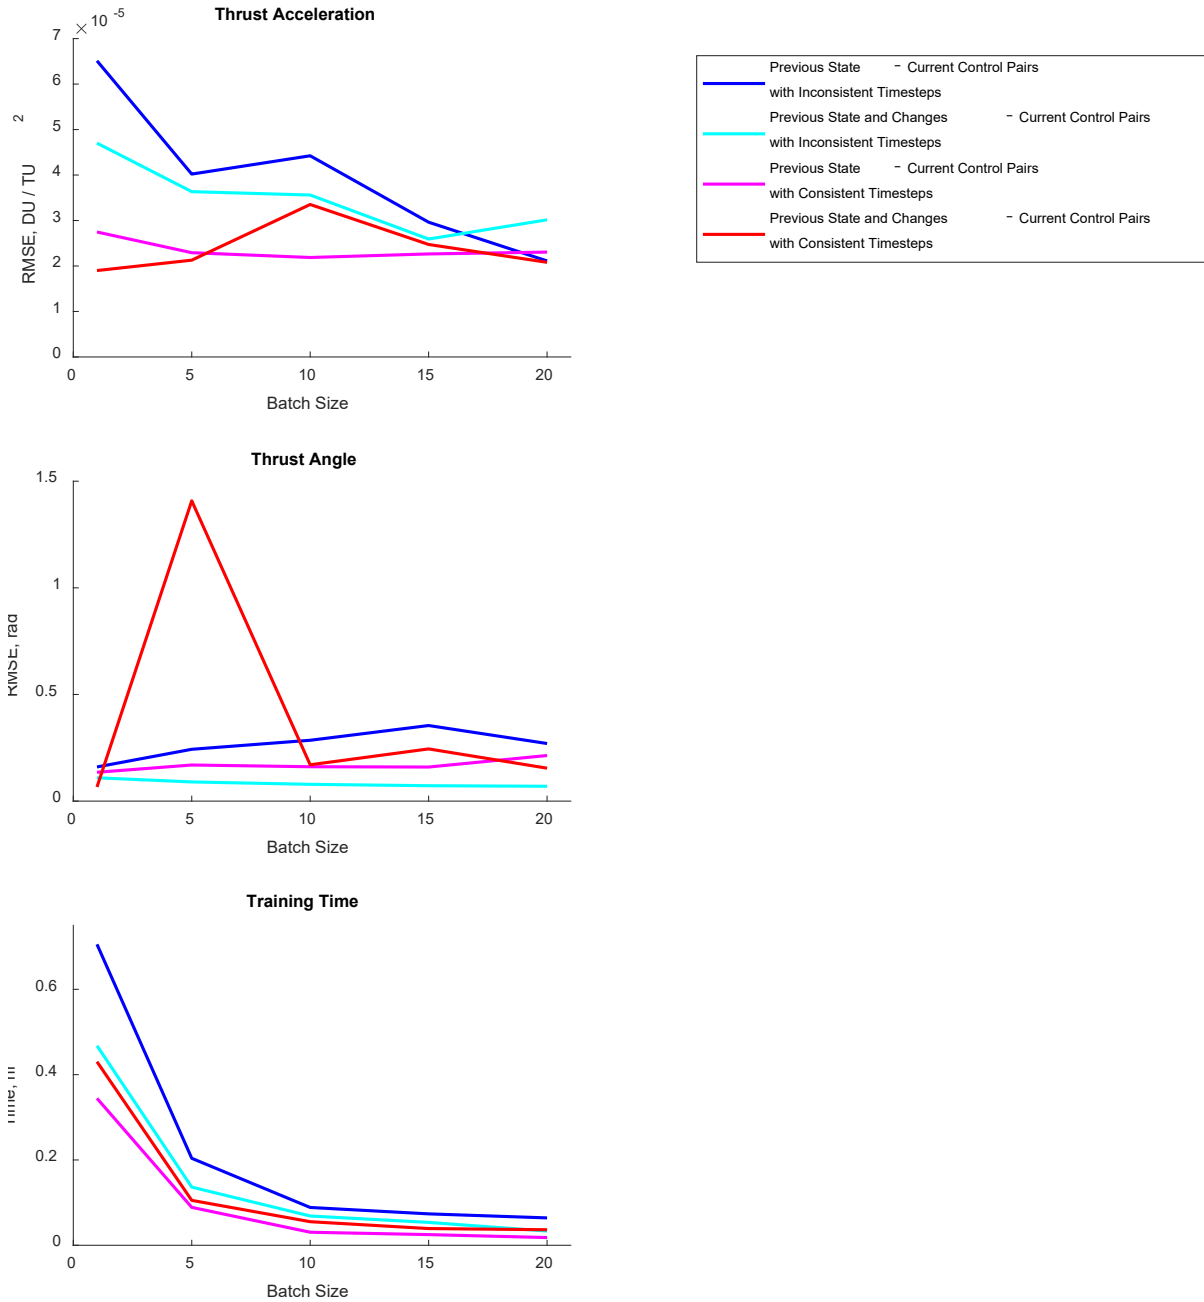 Thrust Acceleration
× 10 -5
7
6
5
4
3
2
1
0
RMSE, DU / TU 2
0 5 10 15 20
Batch Size
Previous State - Current Control Pairs
with Inconsistent Timesteps
Previous State and Changes - Current Control Pairs
with Inconsistent Timesteps
Previous State - Current Control Pairs
with Consistent Timesteps
Previous State and Changes - Current Control Pairs
with Consistent Timesteps
Thrust Angle
1.5
1
0.5
0
RMSE, rad
0 5 10 15 20
Batch Size
Training Time
0.6
0.4
0.2
0
Time, hr
0 5 10 15 20
Batch Size